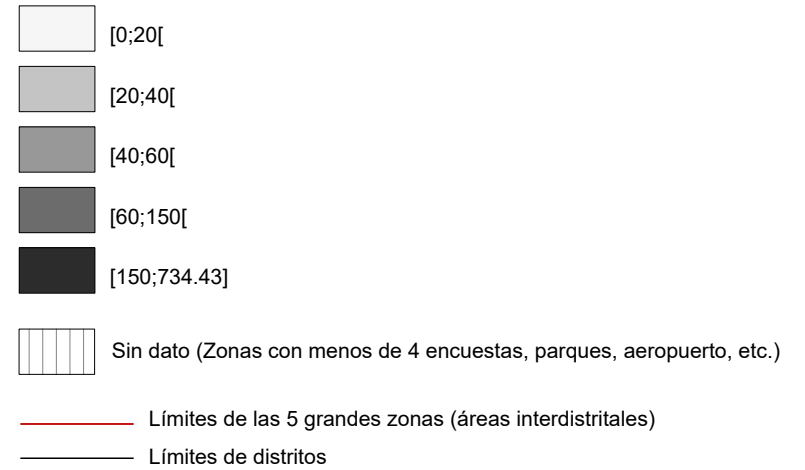 [0;20[
[20;40[
[40;60[
[60;150[
[150;734.43]
Sin dato (Zonas con menos de 4 encuestas, parques, aeropuerto, etc.)
Límites de las 5 grandes zonas (áreas interdistritales)
Límites de distritos